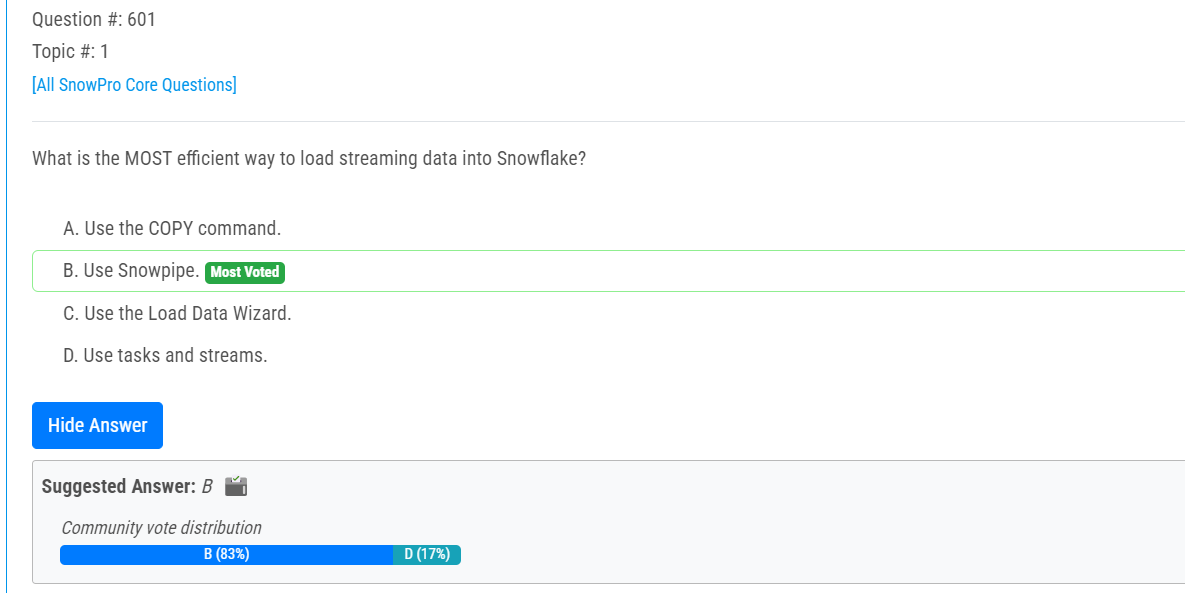 Question #: 601
Topic #: 1
[All SnowPro Core Questions]
What is the MOST efficient way to load streaming data into Snowflake?
A. Use the COPY command.
B. Use Snowpipe. Most Voted
C. Use the Load Data Wizard.
D. Use tasks and streams.
Hide Answer
Suggested Answer: B
Community vote distribution
B (83%) D (17%)